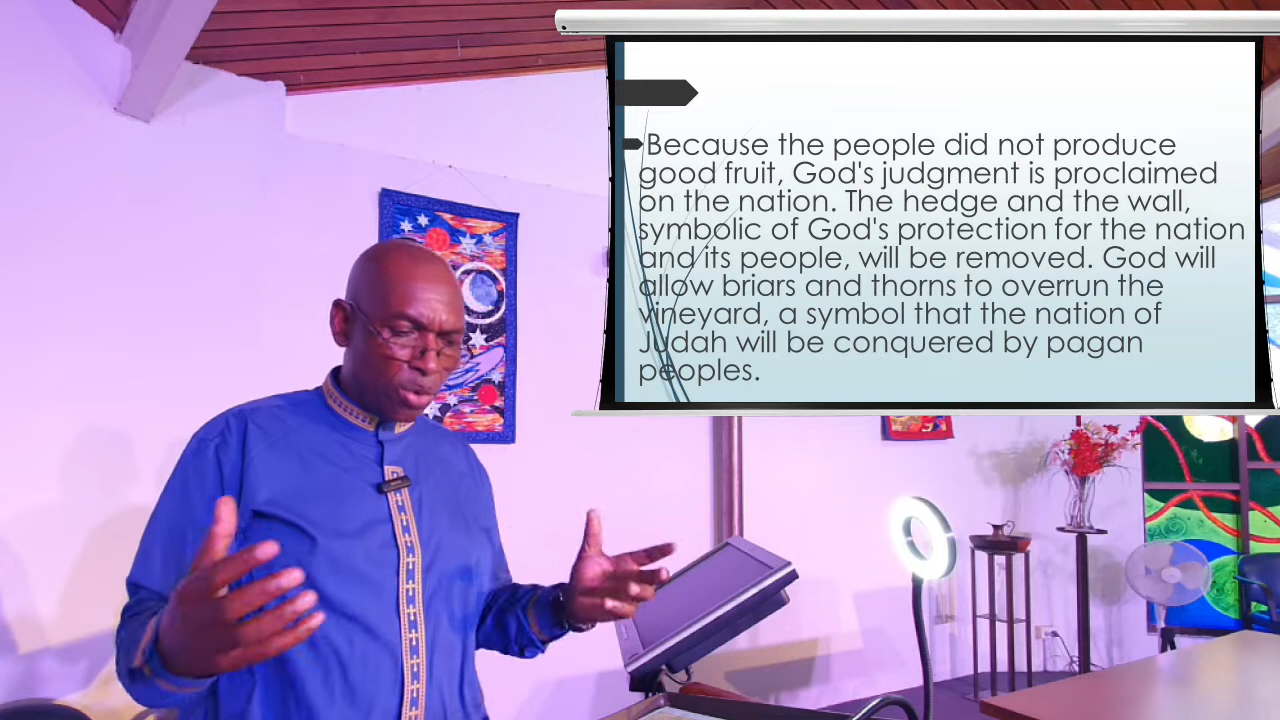 Because the people did not produce
good fruit, God's judgment is proclaimed
on the nation. The hedge and the wall,
symbolic of God's protection for the nation
and its people, will be removed. God will
allow briars and thorns to overrun the
vineyard, a symbol that the nation of
Judah will be conquered by pagan
peoples.